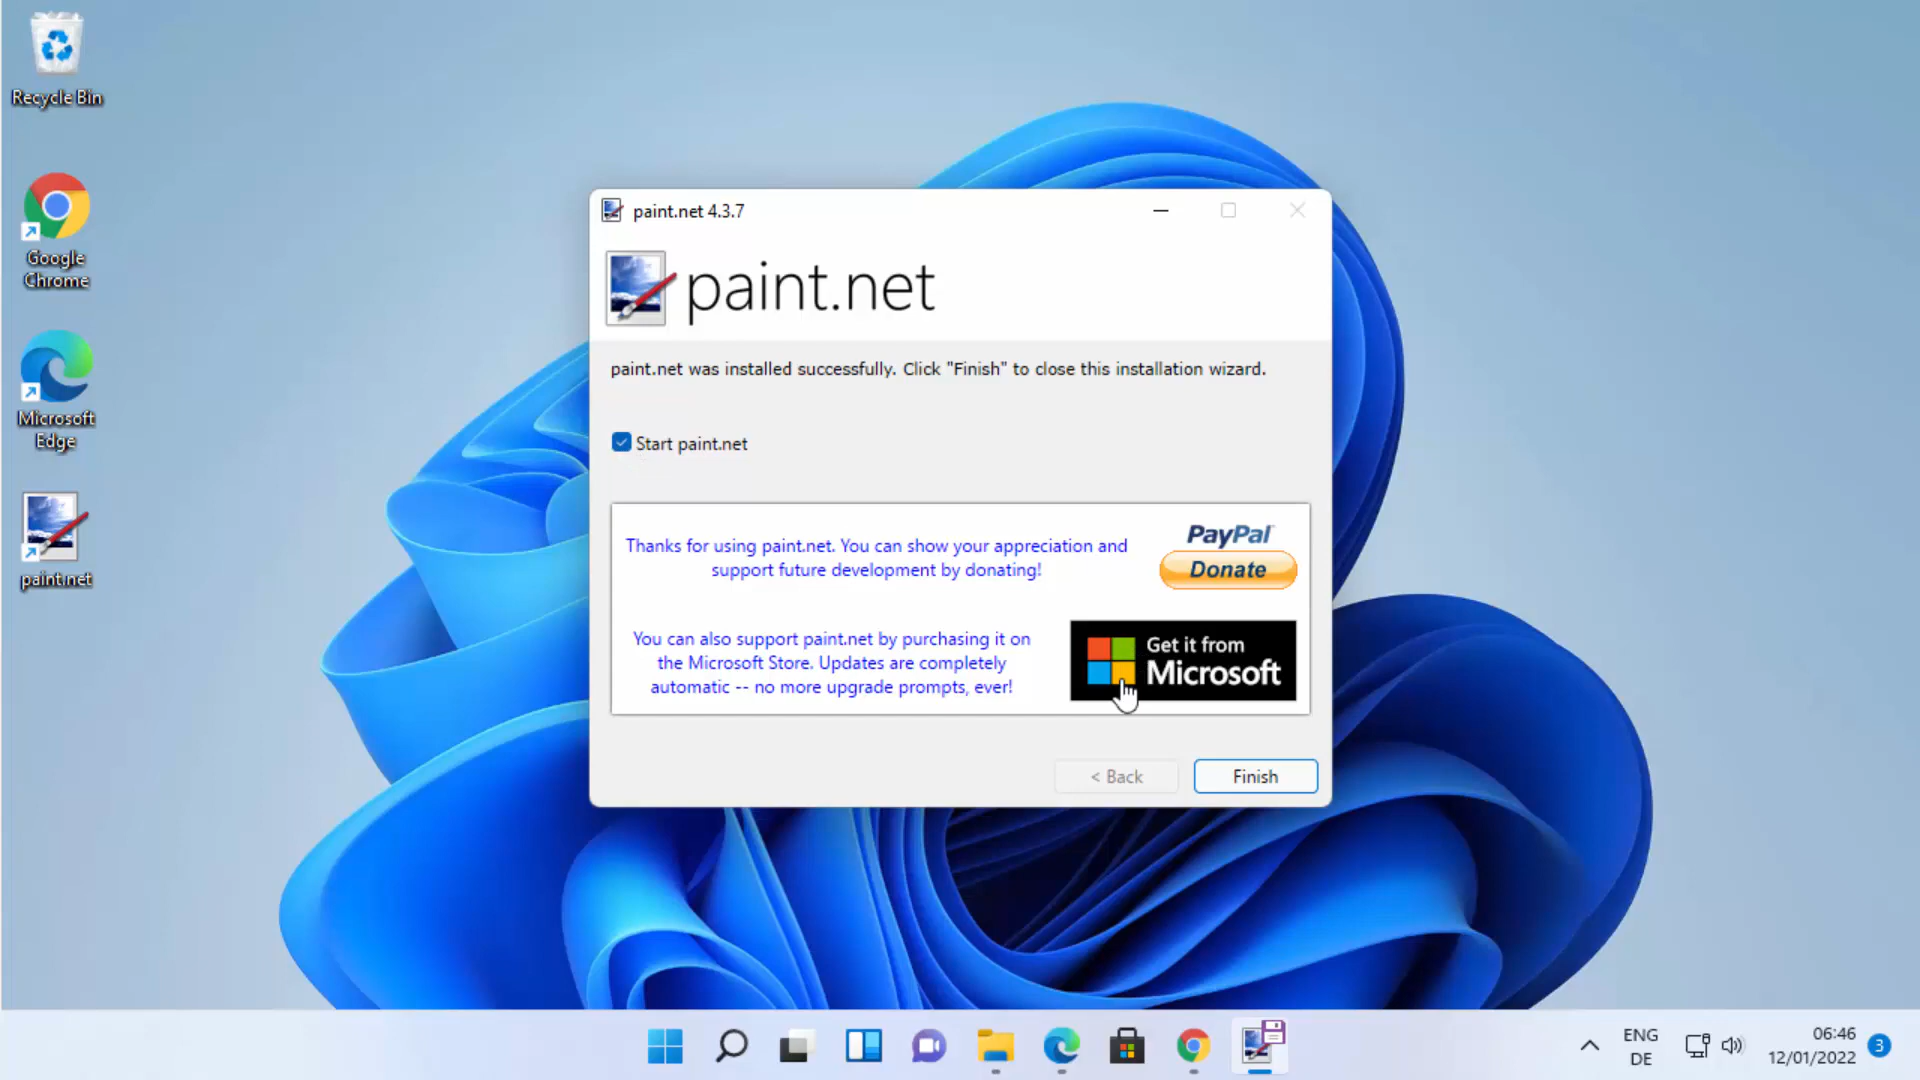 Recycle Bin
Google
Chrome
Microsoft
Edge
paint.net
paint.net 4.3.7
paint.net
paint.net was installed successfully. Click "Finish" to close this installation wizard.
Start paint.net
Thanks for using paint.net. You can show your appreciation and
support future development by donating!
PayPal
Donate
You can also support paint.net by purchasing it on
the Microsoft Store. Updates are completely
automatic -- no more upgrade prompts, ever!
Get it from
Microsoft
< Back
Finish
ENG
DE
06:46
12/01/2022
3